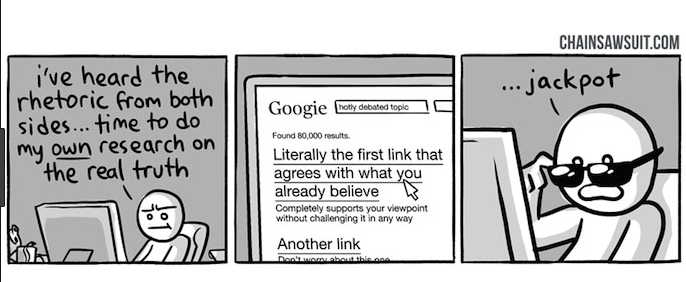 CHAINSAWSUIT.COM
i've heard the
rhetoric from both
sides... time to do
my own research on
the real truth
Googie hotly debated topic
Found 80,000 results.
Literally the first link that
agrees with what you
already believe
Completely supports your viewpoint
without challenging it in any way
Another link
Don't worry about this one
...jackpot